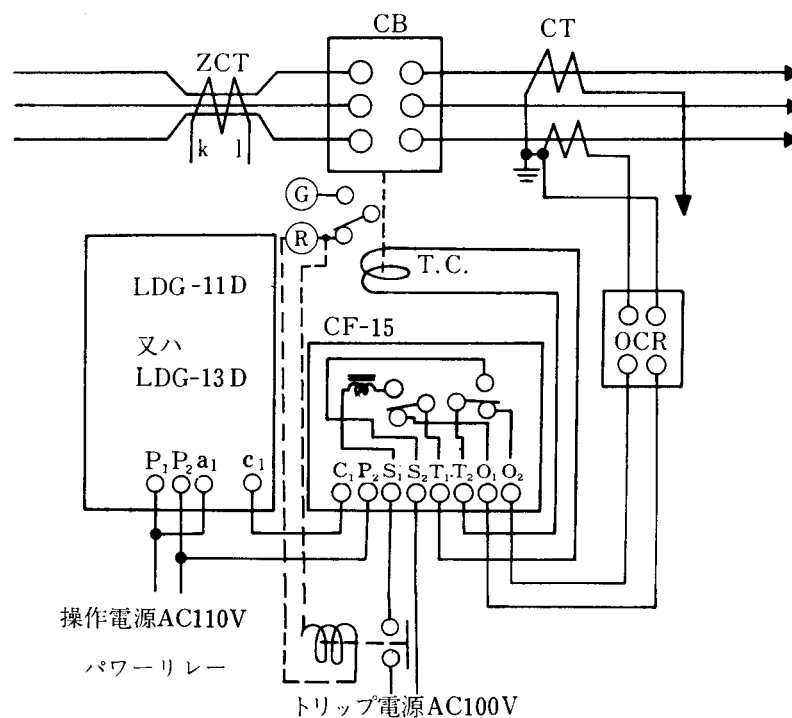 CB
CT
ZCT
k l
G
R
T.C.
LDG-11D
又ハ
LDG-13D
CF-15
OCR
P₁ P₂ a₁ c₁
C₁ P₂ S₁ S₂ T₁ T₂ O₁ O₂
操作電源AC110V
パワーリレー
トリップ電源AC100V